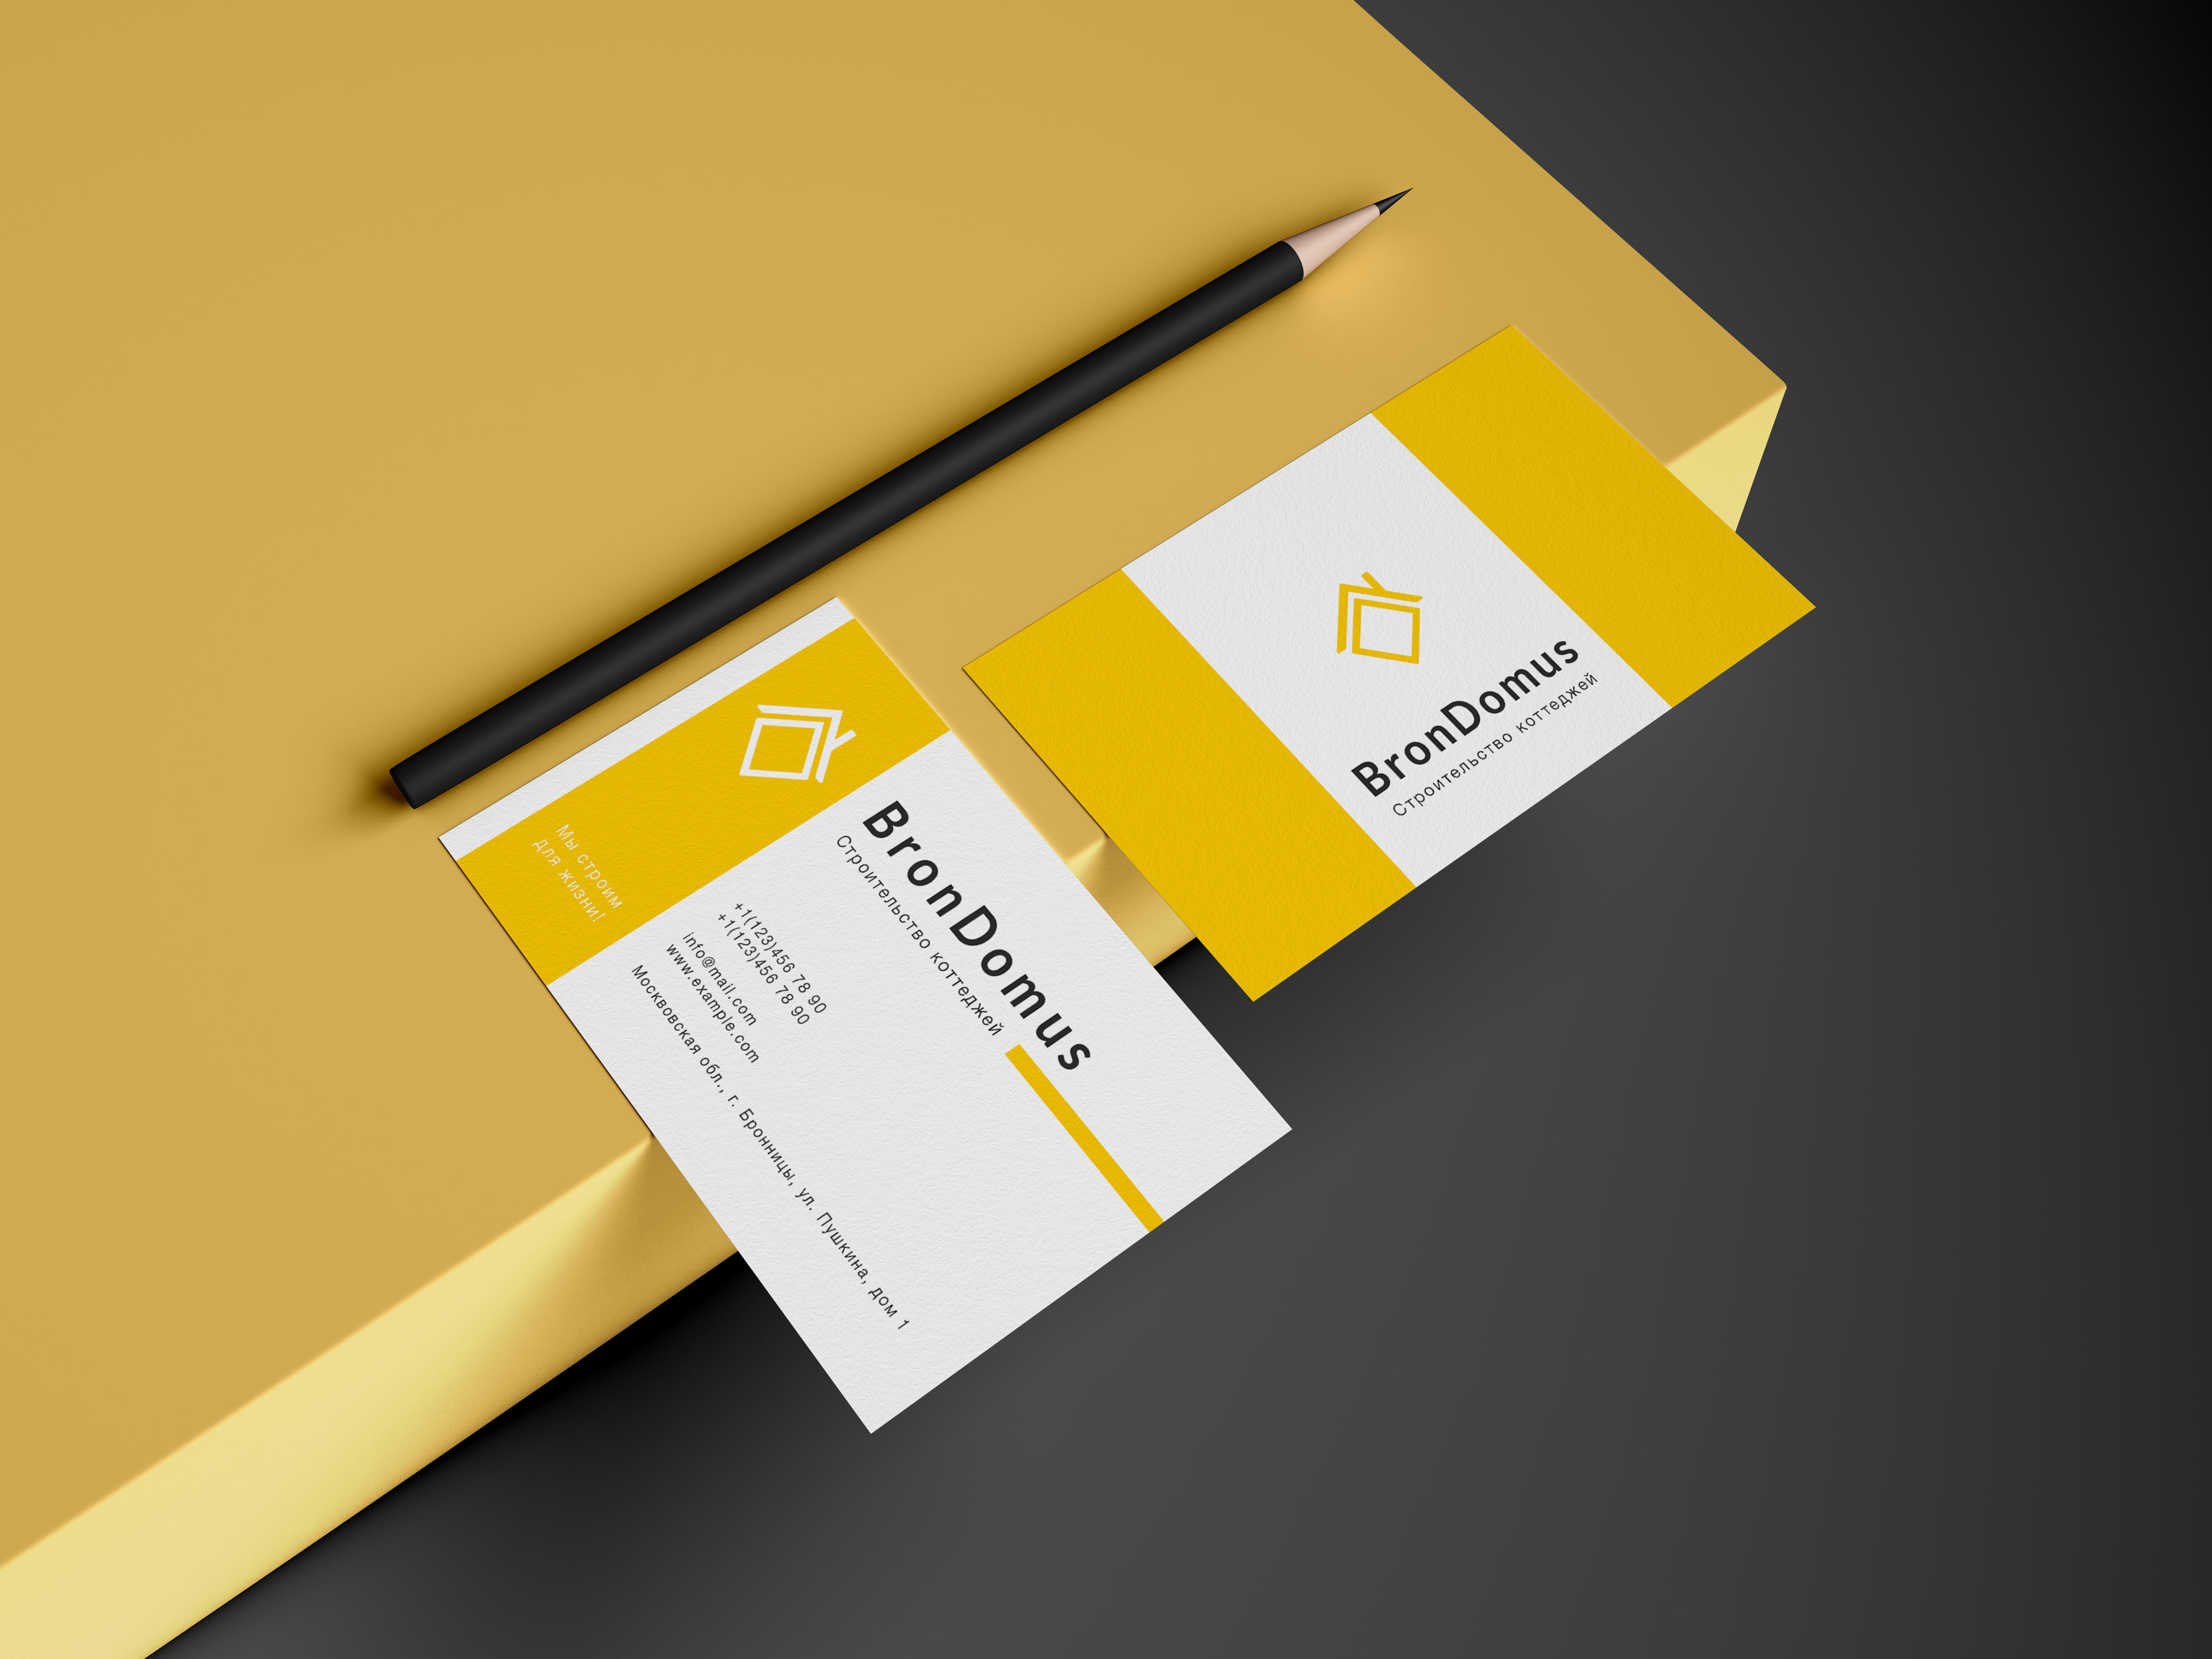 BronDomus
Строительство коттеджей
+1(123)456 78 90
+1(123)456 78 90
info@mail.com
www.example.com
Московская обл., г. Бронницы, ул. Пушкина, дом 1
Мы строим
для жизни!
BronDomus
Строительство коттеджей